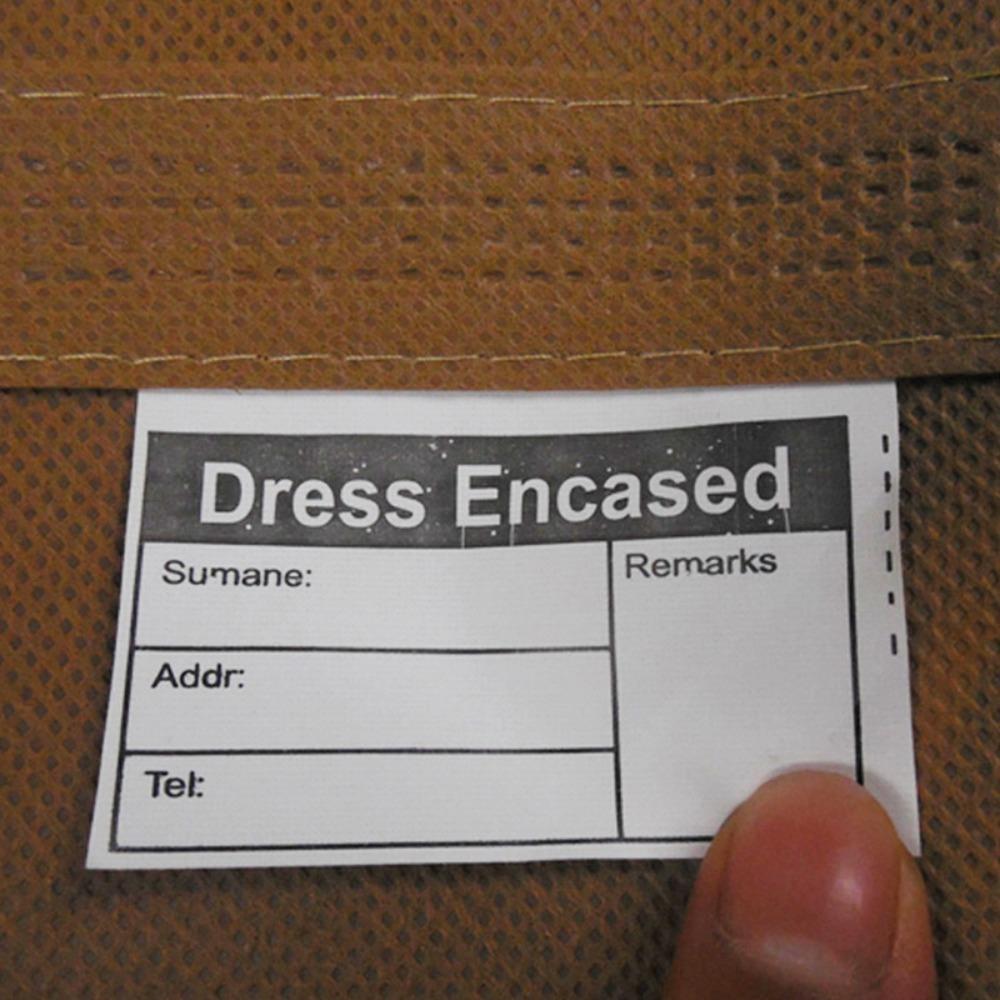 Dress Encased
Sumane:
Remarks
Addr:
Tel: